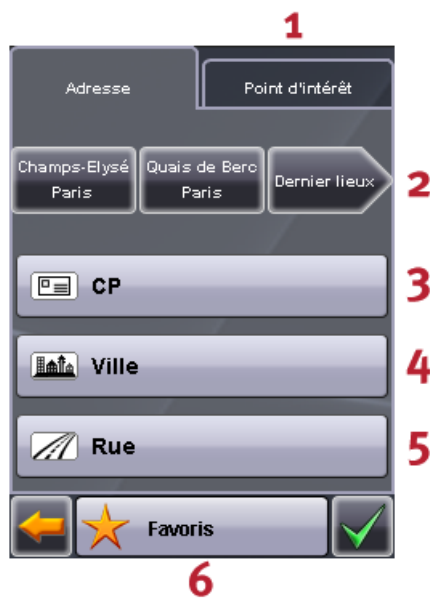 1
Adresse Point d'intérêt
Champs-Elysé Quais de Berc Dernier lieux 2
Paris Paris
CP 3
Ville 4
Rue 5
Favoris
6